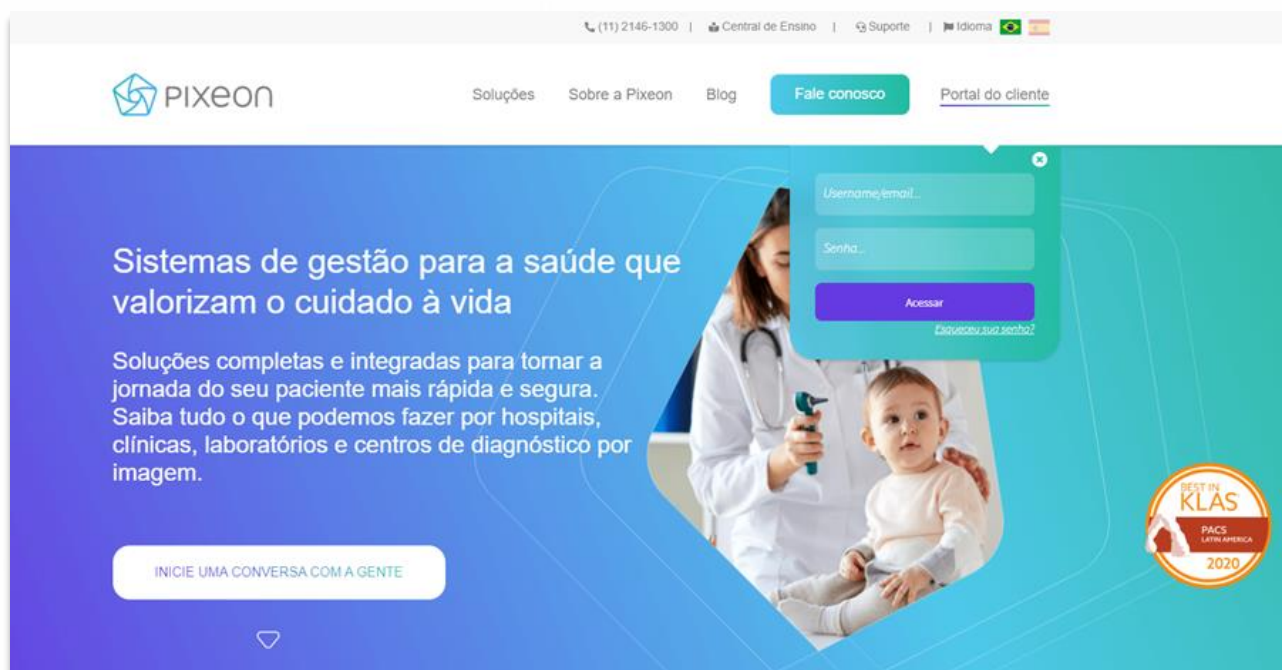 (11) 2146-1300 | Central de Ensino | Suporte | Idioma
PIXEON
Soluções Sobre a Pixeon Blog Fale conosco Portal do cliente
Username/email...
Senha...
Acessar
Esqueceu sua senha?
Sistemas de gestão para a saúde que
valorizam o cuidado à vida
Soluções completas e integradas para tornar a
jornada do seu paciente mais rápida e segura.
Saiba tudo o que podemos fazer por hospitais,
clínicas, laboratórios e centros de diagnóstico por
imagem.
INICIE UMA CONVERSA COM A GENTE
BEST IN
KLAS
PACS
LATIN AMERICA
2020